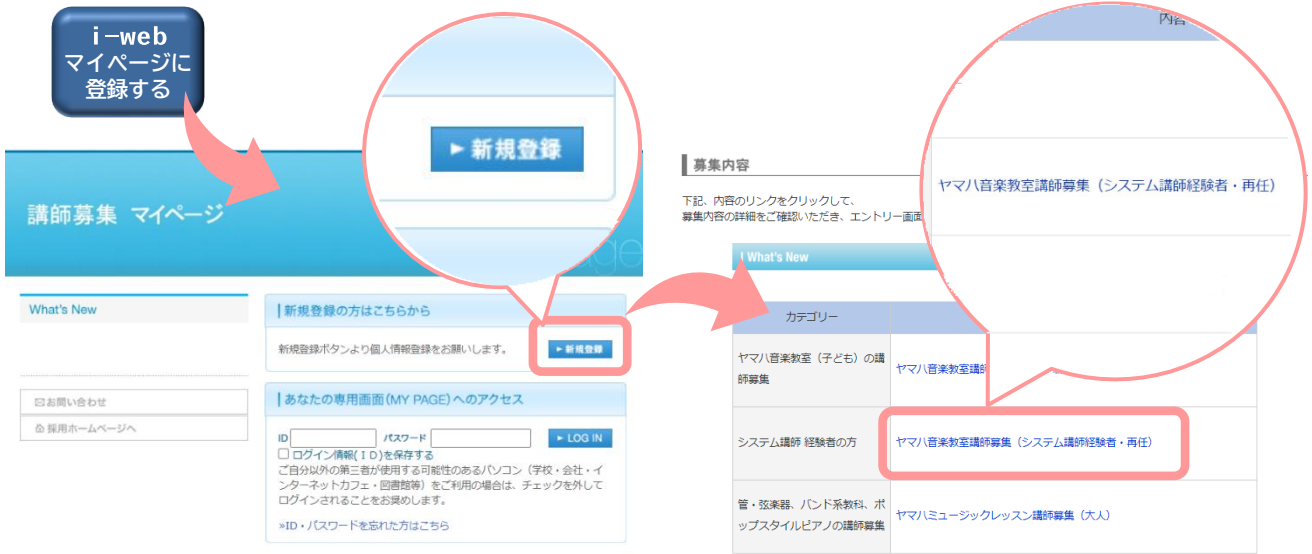 i-web
マイページに
登録する
講師募集 マイページ
新規登録
What's New
お問い合わせ
採用ホームページへ
新規登録の方はこちらから
新規登録ボタンより個人情報登録をお願いします。
新規登録
あなたの専用画面(MY PAGE)へのアクセス
ID パスワード LOG IN
ログイン情報(ＩＤ)を保存する
ご自分以外の第三者が使用する可能性のあるパソコン（学校・会社・イ
ンターネットカフェ・図書館等）をご利用の場合は、チェックを外して
ログインされることをお奨めします。
»ID・パスワードを忘れた方はこちら
募集内容
下記、内容のリンクをクリックして、
募集内容の詳細をご確認いただき、エントリー画面
What's New
内容
ヤマハ音楽教室講師募集（システム講師経験者・再任）
カテゴリー
ヤマハ音楽教室（子ども）の講
師募集
ヤマハ音楽教室講師
システム講師 経験者の方
ヤマハ音楽教室講師募集（システム講師経験者・再任）
管・弦楽器、バンド系教科、ポ
ップスタイルピアノの講師募集
ヤマハミュージックレッスン講師募集（大人）